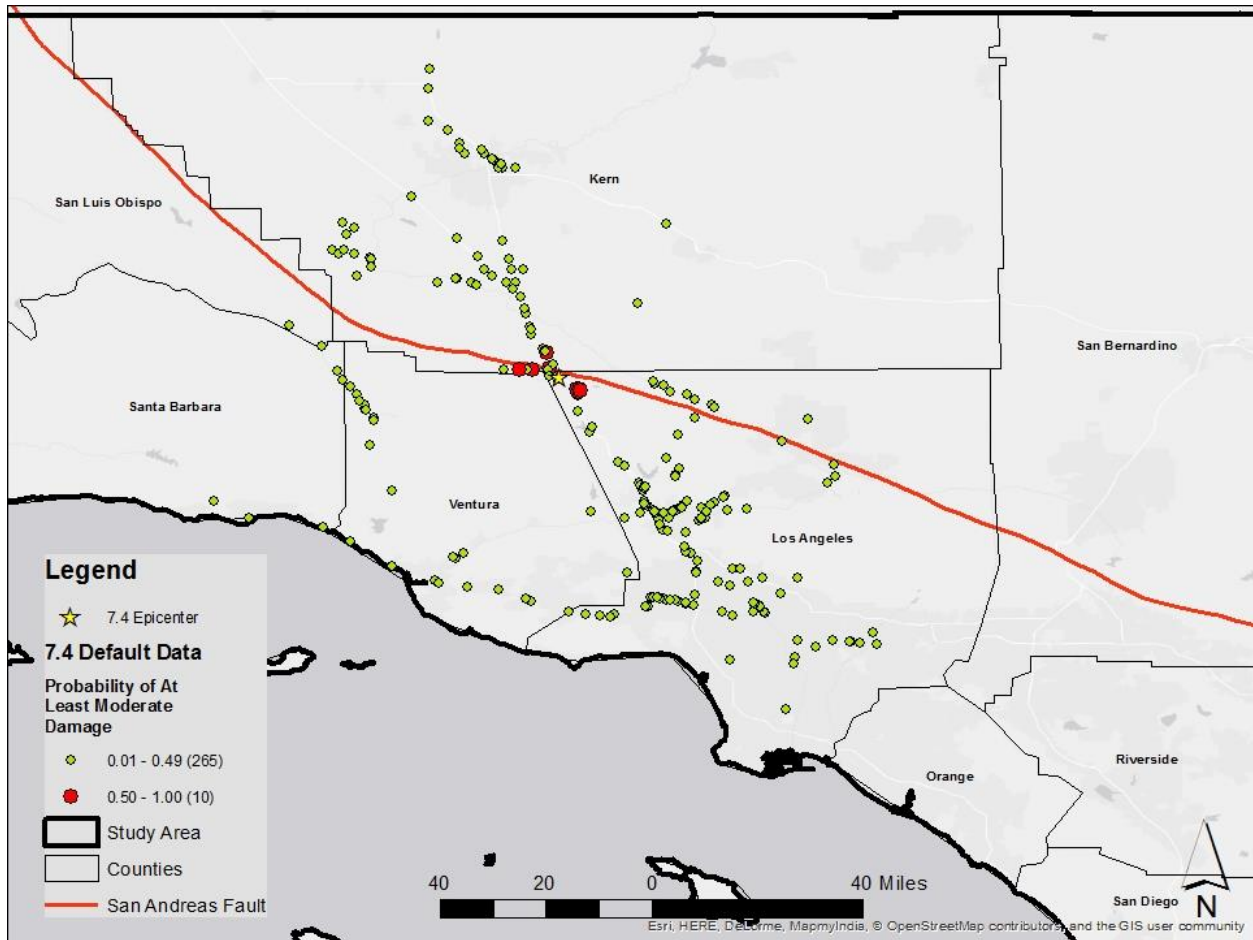 Kern
San Luis Obispo
San Bernardino
Santa Barbara
Ventura
Los Angeles
Legend
7.4 Epicenter
7.4 Default Data
Probability of At
Least Moderate
Damage
0.01 - 0.49 (265)
0.50 - 1.00 (10)
Study Area
Counties
San Andreas Fault
Riverside
Orange
San Diego
N
40 20 0 40 Miles
Esri, HERE, DeLorme, MapmyIndia, © OpenStreetMap contributors, and the GIS user community